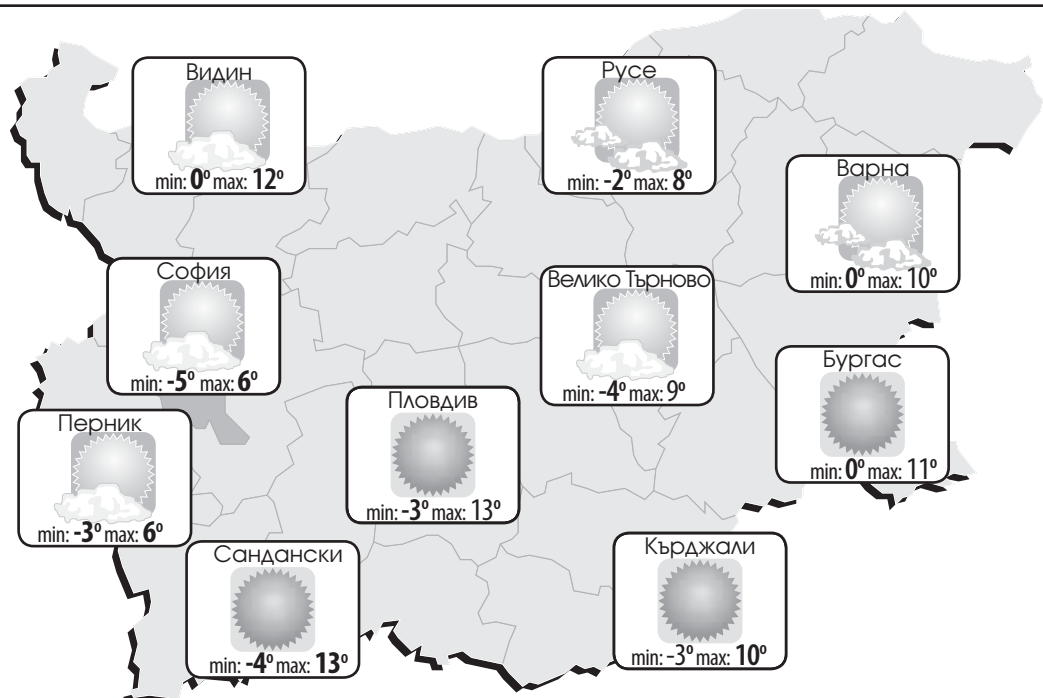 Видин
min: 0° max: 12°
Русе
min: -2° max: 8°
Варна
min: 0° max: 10°
София
min: -5° max: 6°
Велико Търново
min: -4° max: 9°
Бургас
min: 0° max: 11°
Пловдив
min: -3° max: 13°
Перник
min: -3° max: 6°
Сандански
min: -4° max: 13°
Кърджали
min: -3° max: 10°